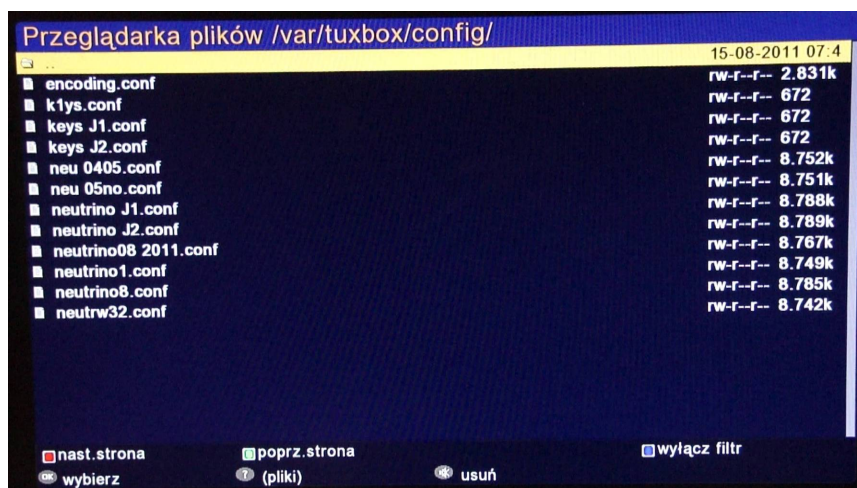 Przeglądarka plików /var/tuxbox/config/
.. 15-08-2011 07:4
encoding.conf rw-r--r-- 2.831k
k1ys.conf rw-r--r-- 672
keys J1.conf rw-r--r-- 672
keys J2.conf rw-r--r-- 672
neu 0405.conf rw-r--r-- 8.752k
neu 05no.conf rw-r--r-- 8.751k
neutrino J1.conf rw-r--r-- 8.788k
neutrino J2.conf rw-r--r-- 8.789k
neutrino08 2011.conf rw-r--r-- 8.767k
neutrino1.conf rw-r--r-- 8.749k
neutrino8.conf rw-r--r-- 8.785k
neutrw32.conf rw-r--r-- 8.742k
nast.strona poprz.strona wyłącz filtr
OK wybierz ? (pliki) usuń